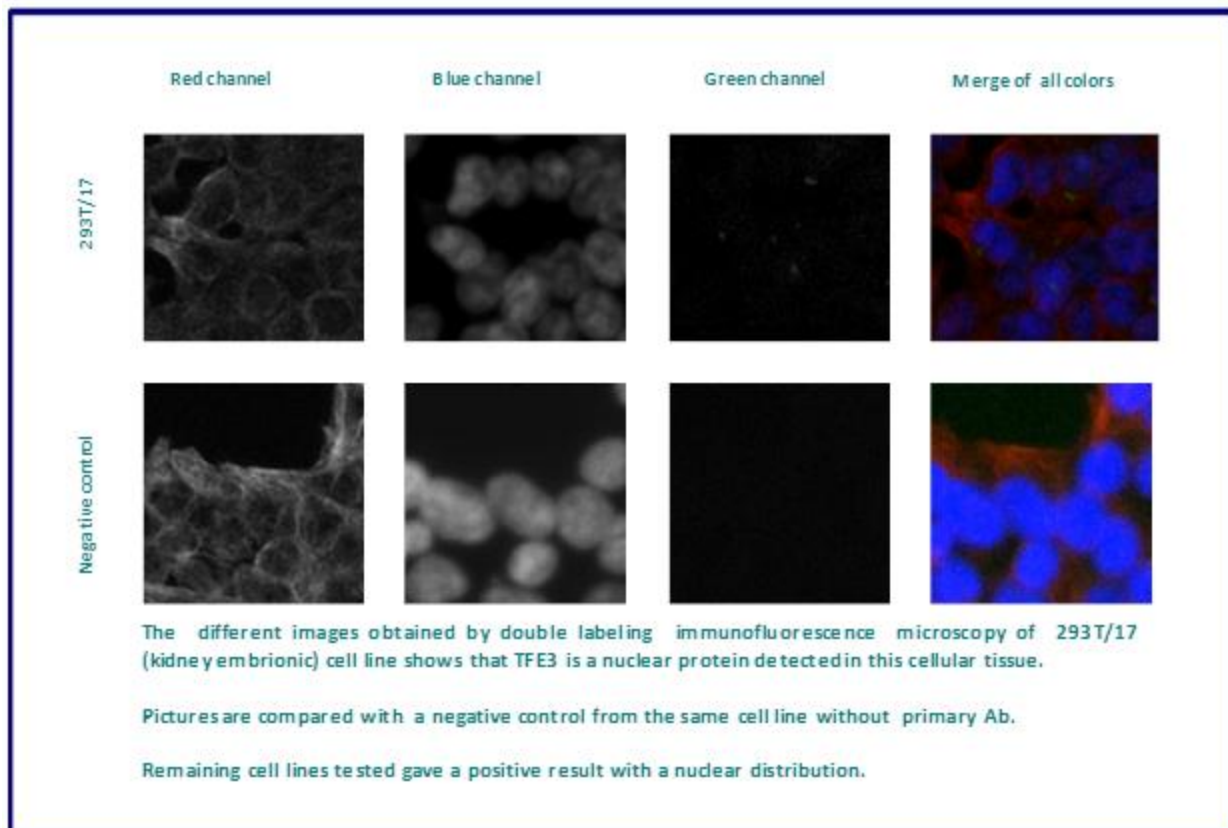 Red channel
Blue channel
Green channel
Merge of all colors
293T/17
Negative control
The different images obtained by double labeling immunofluorescence microscopy of 293T/17
(kidney embrionic) cell line shows that TFE3 is a nuclear protein detected in this cellular tissue.
Pictures are compared with a negative control from the same cell line without primary Ab.
Remaining cell lines tested gave a positive result with a nuclear distribution.